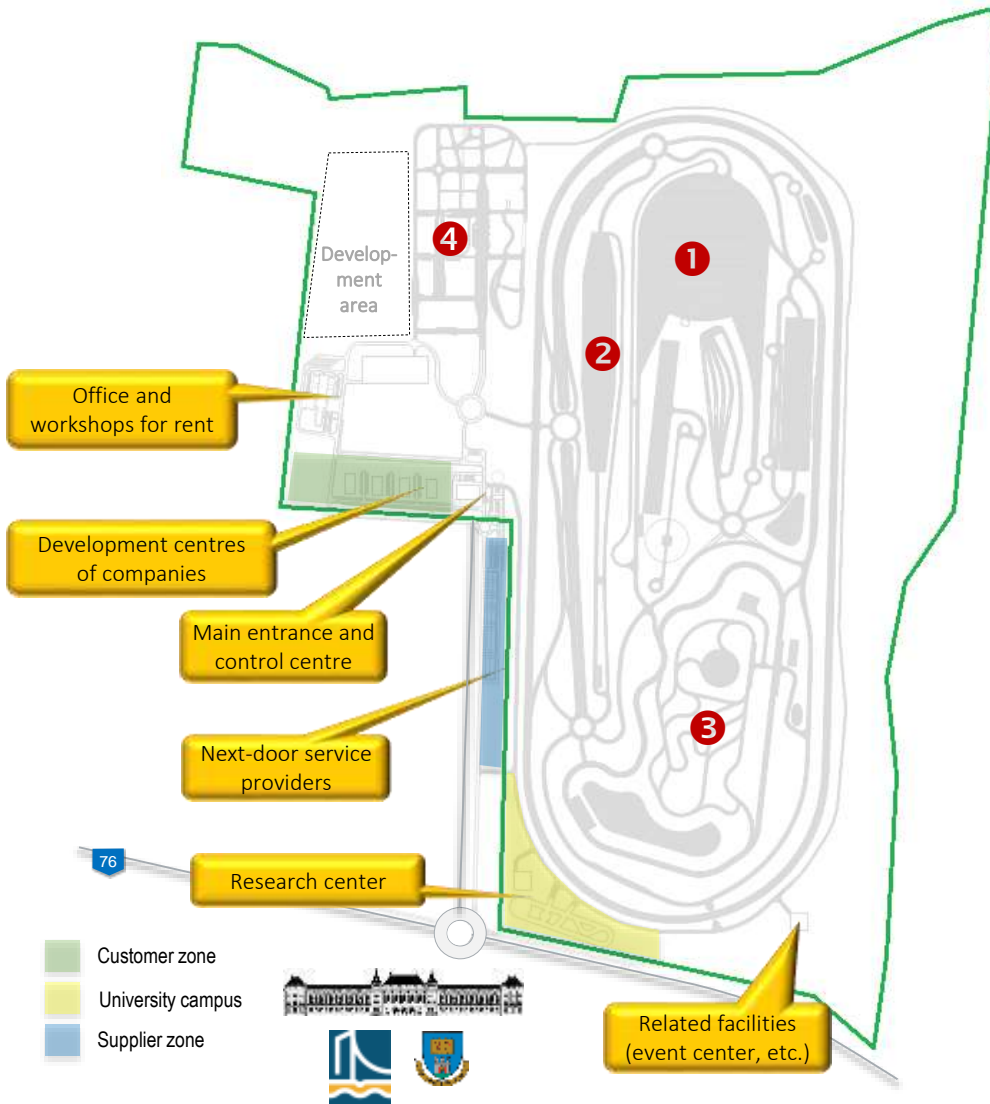 4
1
Develop-
ment
area
2
Office and
workshops for rent
Development centres
of companies
Main entrance and
control centre
3
Next-door service
providers
76
Research center
Customer zone
University campus
Supplier zone
Related facilities
(event center, etc.)